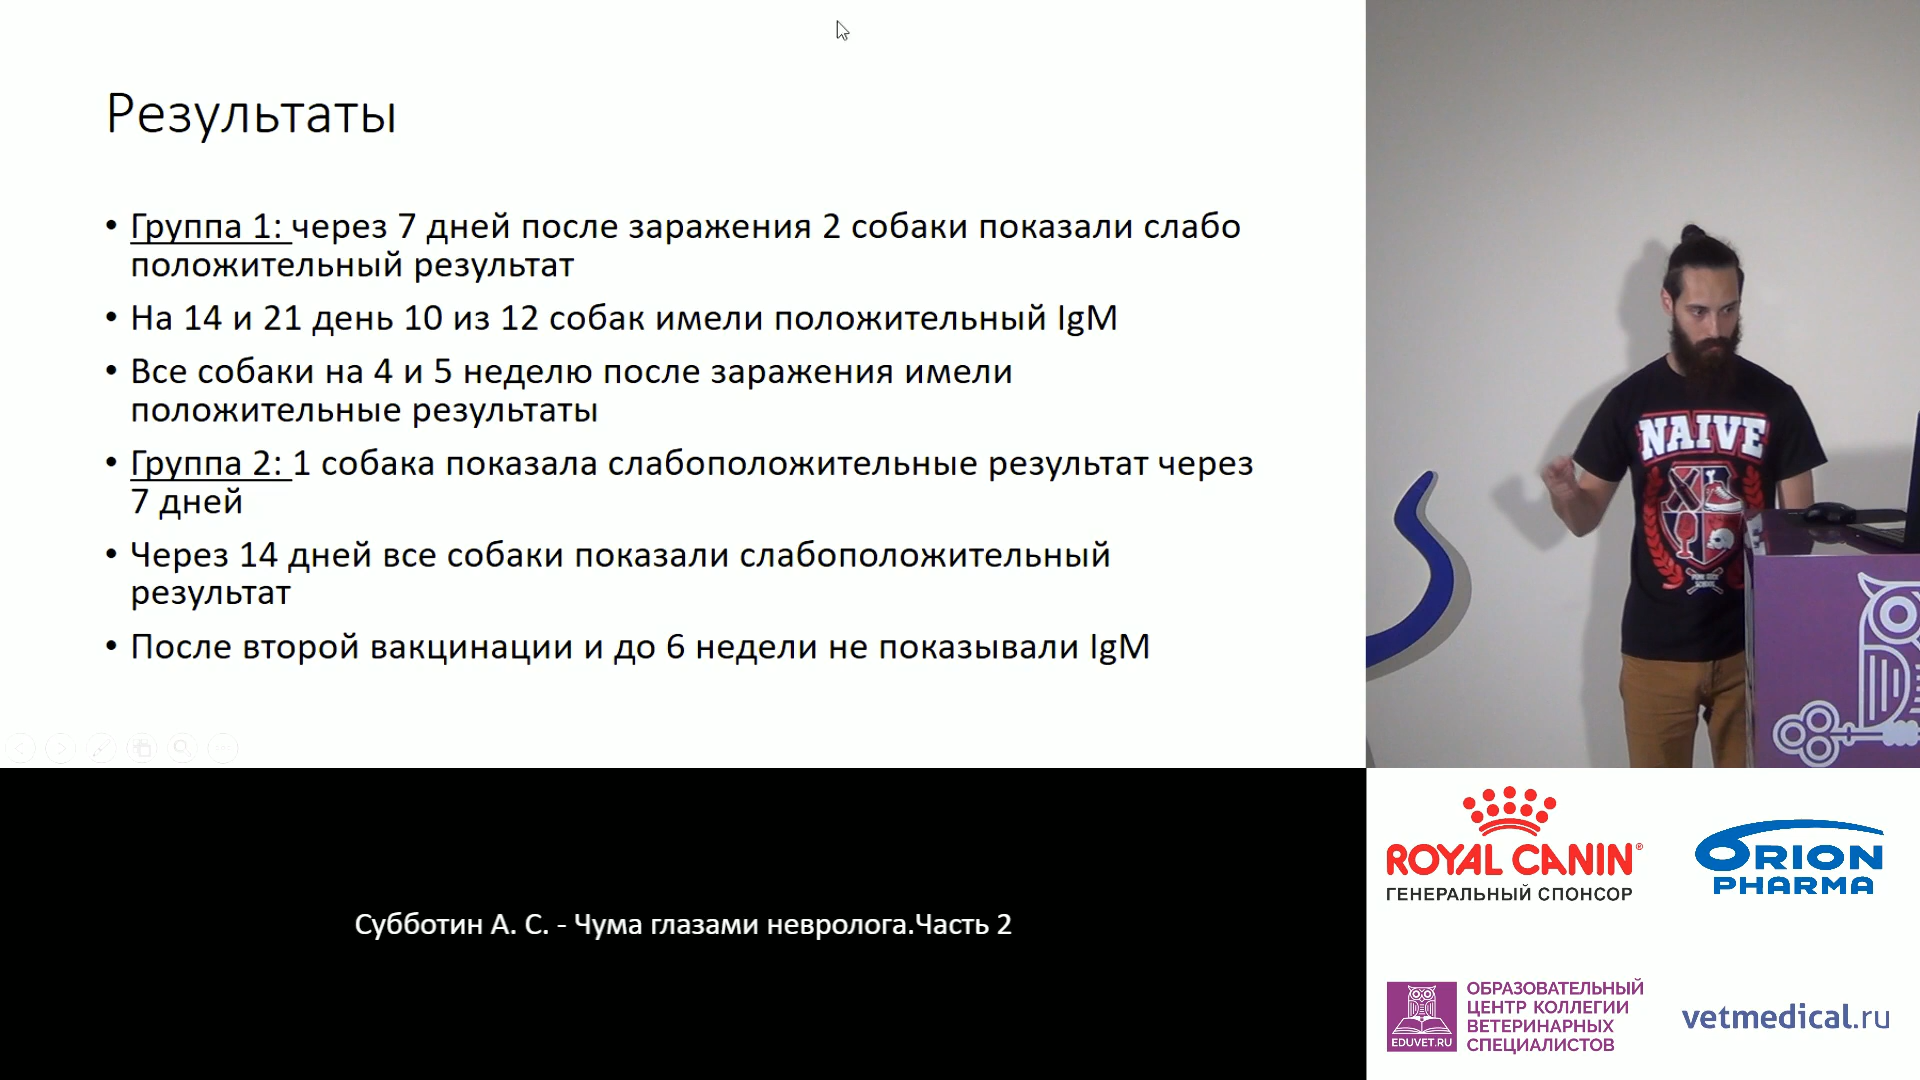 Результаты
• Группа 1: через 7 дней после заражения 2 собаки показали слабо
положительный результат
• На 14 и 21 день 10 из 12 собак имели положительный IgM
• Все собаки на 4 и 5 неделю после заражения имели
положительные результаты
• Группа 2: 1 собака показала слабоположительные результат через
7 дней
• Через 14 дней все собаки показали слабоположительный
результат
• После второй вакцинации и до 6 недели не показывали IgM
NAIVE
Субботин А. С. - Чума глазами невролога.Часть 2
ROYAL CANIN®
ГЕНЕРАЛЬНЫЙ СПОНСОР
ORION
PHARMA
EDUVET.RU
ОБРАЗОВАТЕЛЬНЫЙ
ЦЕНТР КОЛЛЕГИИ
ВЕТЕРИНАРНЫХ
СПЕЦИАЛИСТОВ
vetmedical.ru